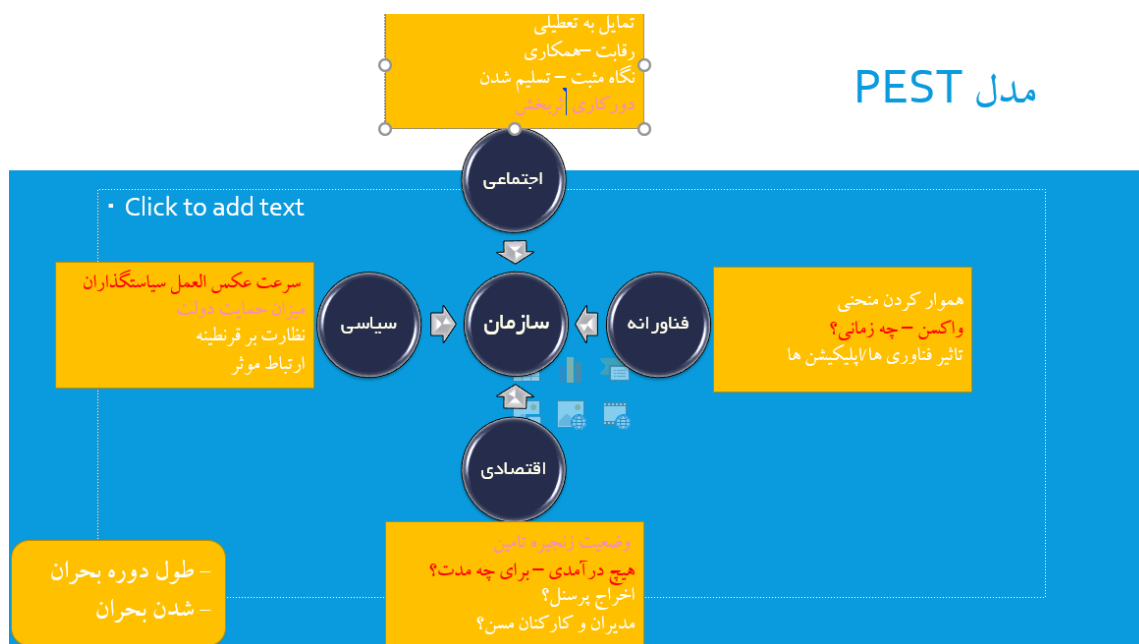 مدل PEST
تمایل به تعطیلی
رقابت –همکاری
نگاه مثبت – تسلیم شدن
دورکاری
اجتماعی
Click to add text
سرعت عکس العمل سیاستگذاران
میزان حمایت دولت
نظارت بر قرنطینه
ارتباط موثر
سیاسی
سازمان
فناورانه
هموار کردن منحنی
واکسن – چه زمانی؟
تاثیر فناوری ها/اپلیکیشن ها
اقتصادی
وضعیت زنجیره تامین
هیچ درآمدی – برای چه مدت؟
اخراج پرسنل؟
مدیران و کارکنان مسن؟
– طول دوره بحران
– شدن بحران